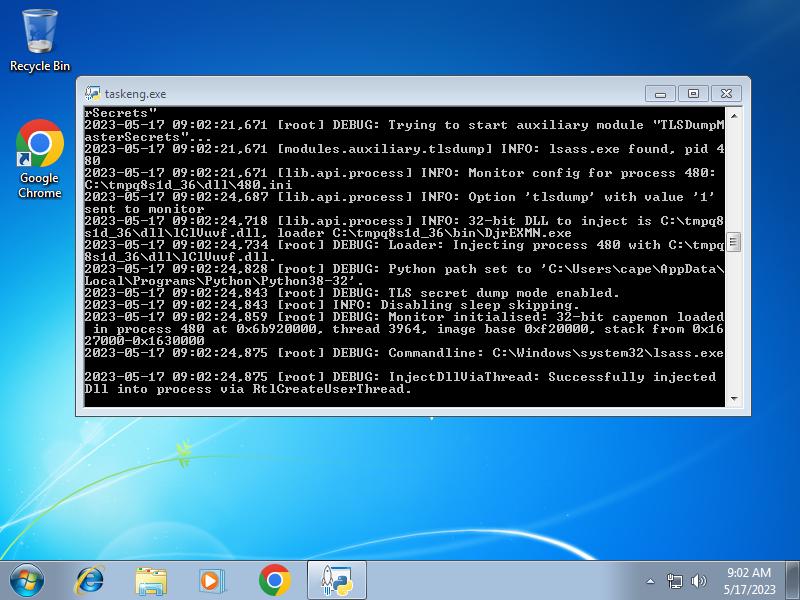 Recycle Bin
Google
Chrome
taskeng.exe
rSecrets"
2023-05-17 09:02:21,671 [root] DEBUG: Trying to start auxiliary module "TLSDumpM
asterSecrets"...
2023-05-17 09:02:21,671 [modules.auxiliary.tlsdump] INFO: lsass.exe found, pid 4
80
2023-05-17 09:02:21,671 [lib.api.process] INFO: Monitor config for process 480:
C:\tmpq8s1d_36\dll\480.ini
2023-05-17 09:02:24,687 [lib.api.process] INFO: Option 'tlsdump' with value '1'
sent to monitor
2023-05-17 09:02:24,718 [lib.api.process] INFO: 32-bit DLL to inject is C:\tmpq8
s1d_36\dll\lClVuvf.dll, loader C:\tmpq8s1d_36\bin\DjrEXMN.exe
2023-05-17 09:02:24,734 [root] DEBUG: Loader: Injecting process 480 with C:\tmpq
8s1d_36\dll\lClVuvf.dll.
2023-05-17 09:02:24,828 [root] DEBUG: Python path set to 'C:\Users\cape\AppData\
Local\Programs\Python\Python38-32'.
2023-05-17 09:02:24,843 [root] DEBUG: TLS secret dump mode enabled.
2023-05-17 09:02:24,843 [root] INFO: Disabling sleep skipping.
2023-05-17 09:02:24,859 [root] DEBUG: Monitor initialised: 32-bit capemon loaded
in process 480 at 0x6b920000, thread 3964, image base 0xf20000, stack from 0x16
27000-0x1630000
2023-05-17 09:02:24,875 [root] DEBUG: Commandline: C:\Windows\system32\lsass.exe
2023-05-17 09:02:24,875 [root] DEBUG: InjectDllViaThread: Successfully injected
Dll into process via RtlCreateUserThread.
9:02 AM
5/17/2023